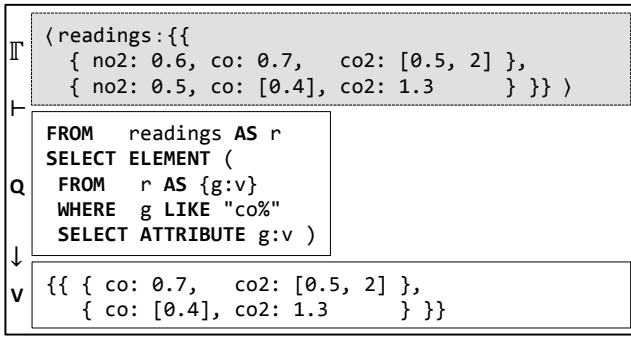 Γ
⟨readings:{{
{ no2: 0.6, co: 0.7,   co2: [0.5, 2] },
{ no2: 0.5, co: [0.4], co2: 1.3      } }} ⟩
⊢
Q
FROM   readings AS r
SELECT ELEMENT (
FROM   r AS {g:v}
WHERE  g LIKE "co%"
SELECT ATTRIBUTE g:v )
↓
V
{{ { co: 0.7,   co2: [0.5, 2] },
{ co: [0.4], co2: 1.3      } }}